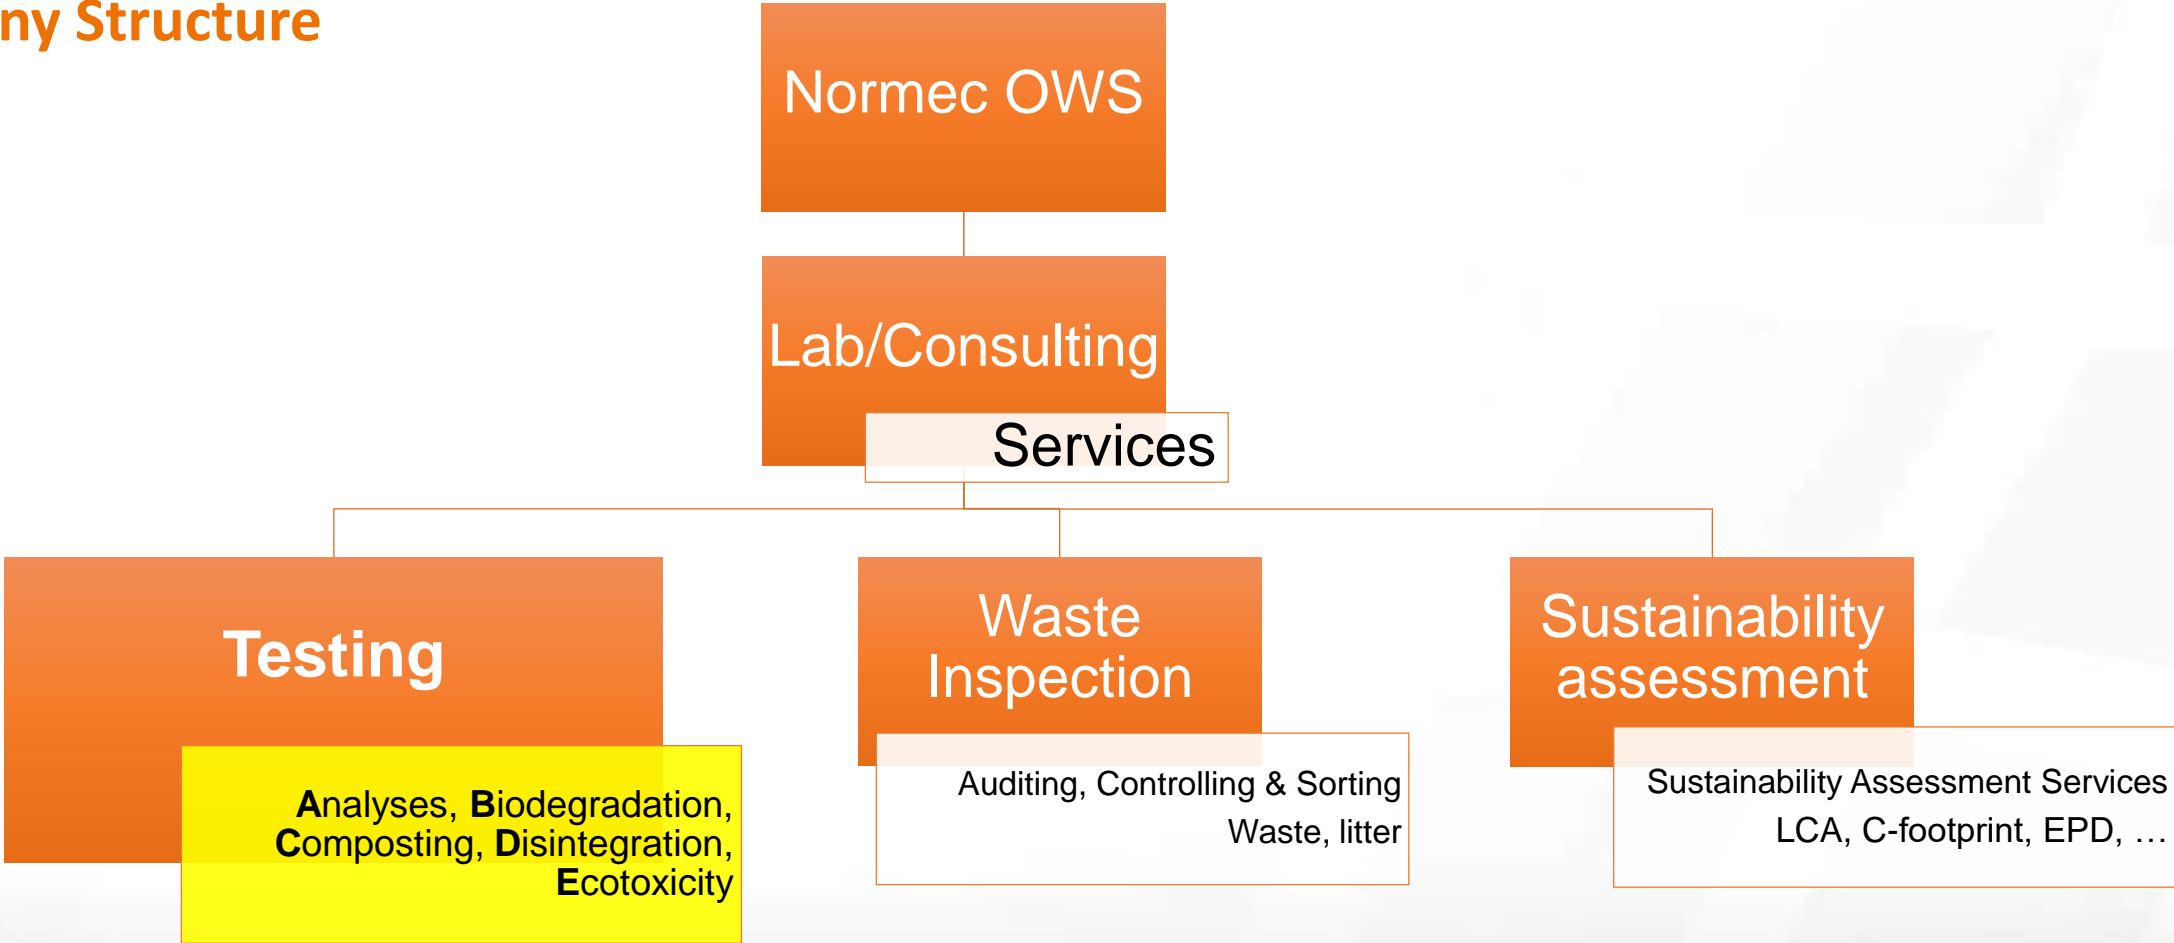 ny Structure
Normec OWS
Lab/Consulting
Services
Testing
Analyses, Biodegradation,
Composting, Disintegration,
Ecotoxicity
Waste
Inspection
Auditing, Controlling & Sorting
Waste, litter
Sustainability
assessment
Sustainability Assessment Services
LCA, C-footprint, EPD, …